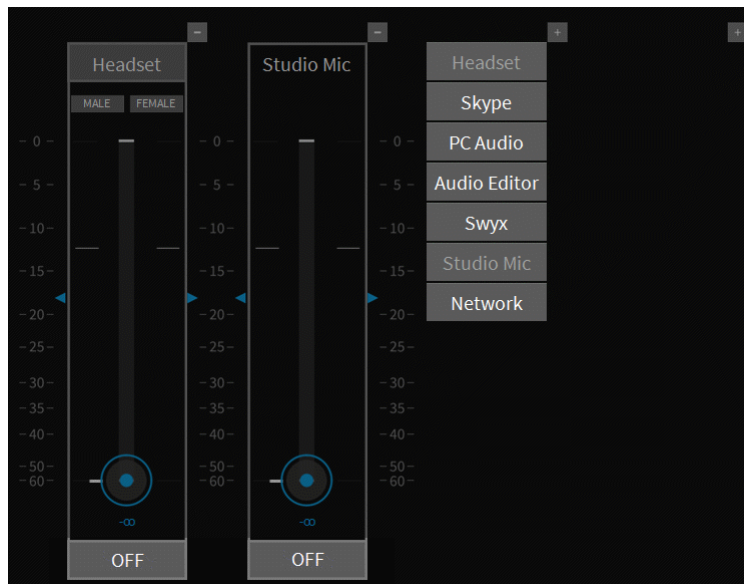 Headset
MALE FEMALE
- 0 -
- 5 -
- 10 -
- 15 -
- 20 -
- 25 -
- 30 -
- 35 -
- 40 -
- 50 -
- 60 -
-∞
OFF
- 0 -
- 5 -
- 10 -
- 15 -
- 20 -
- 25 -
- 30 -
- 35 -
- 40 -
- 50 -
- 60 -
-
Studio Mic
-∞
OFF
- 0 -
- 5 -
- 10 -
- 15 -
- 20 -
- 25 -
- 30 -
- 35 -
- 40 -
- 50 -
- 60 -
-
Headset
Skype
PC Audio
Audio Editor
Swyx
Studio Mic
Network
+
+